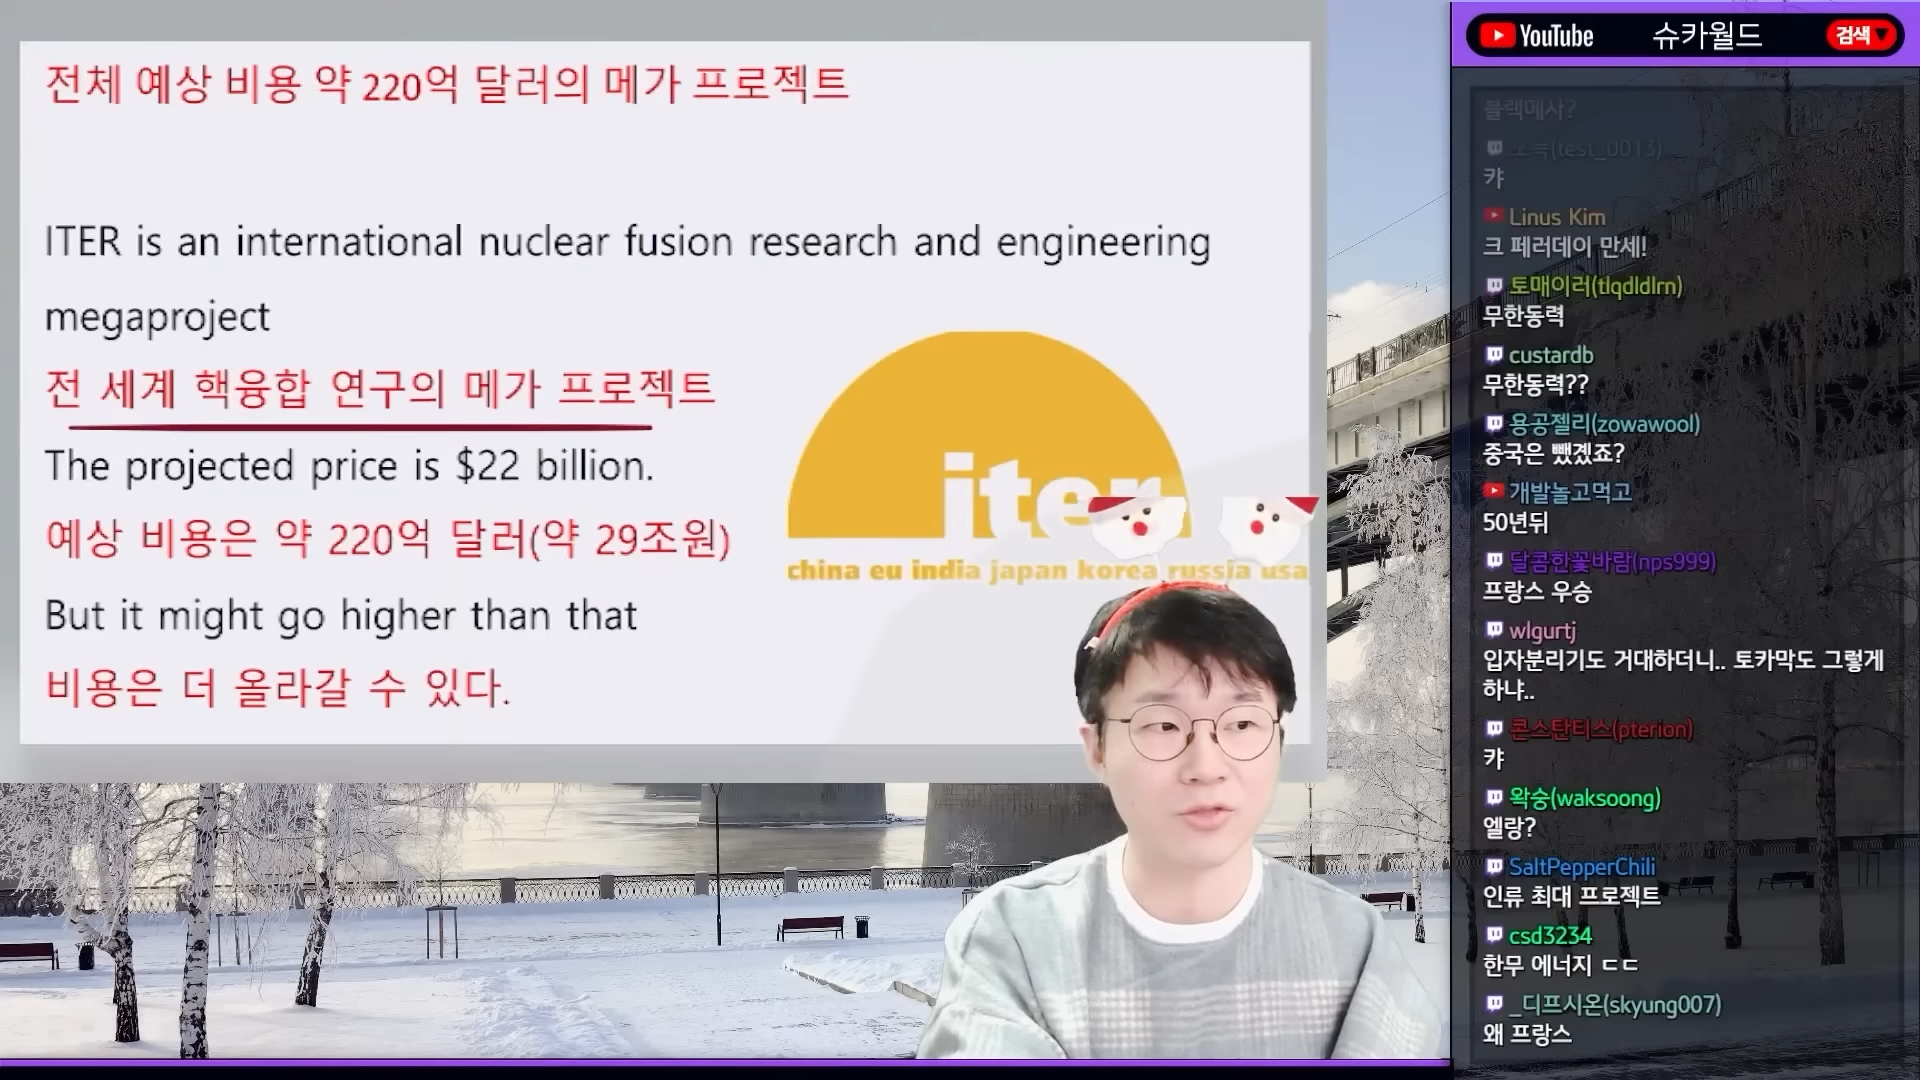 전체 예상 비용 약 220억 달러의 메가 프로젝트
ITER is an international nuclear fusion research and engineering
megaproject
전 세계 핵융합 연구의 메가 프로젝트
The projected price is $22 billion.
예상 비용은 약 220억 달러(약 29조원)
But it might go higher than that
비용은 더 올라갈 수 있다.
iter
china eu india japan korea russia usa
YouTube 슈카월드 검색
블랙메사?
(test_0013)
캬
Linus Kim
크 페러데이 만세!
토매이러(tlqdldlrn)
무한동력
custardb
무한동력??
용공젤리(zowawool)
중국은 뺐곘죠?
개발놀고먹고
50년뒤
달콤한꽃바람(nps999)
프랑스 우승
wlgurtj
입자분리기도 거대하더니.. 토카막도 그렇게
하냐..
콘스탄티스(pterion)
캬
왁숭(waksoong)
엘랑?
SaltPepperChili
인류 최대 프로젝트
csd3234
한무 에너지 ㄷㄷ
_디프시온(skyung007)
왜 프랑스